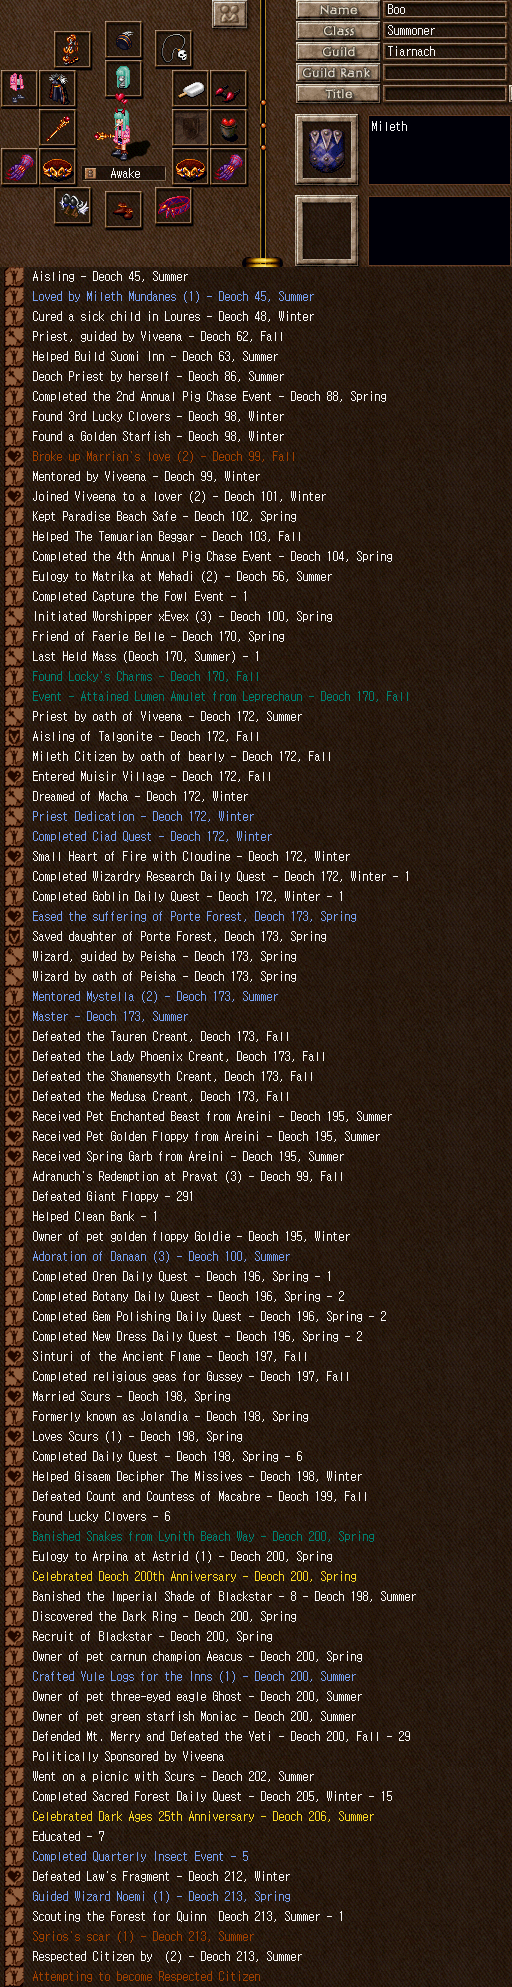 Name
Boo
Class
Summoner
Guild
Tiarnach
Guild Rank
Title
Mileth
Awake
Aisling - Deoch 45, Summer
Loved by Mileth Mundanes (1) - Deoch 45, Summer
Cured a sick child in Loures - Deoch 48, Winter
Priest, guided by Viveena - Deoch 62, Fall
Helped Build Suomi Inn - Deoch 63, Summer
Deoch Priest by herself - Deoch 86, Summer
Completed the 2nd Annual Pig Chase Event - Deoch 88, Spring
Found 3rd Lucky Clovers - Deoch 98, Winter
Found a Golden Starfish - Deoch 98, Winter
Broke up Marrian's love (2) - Deoch 99, Fall
Mentored by Viveena - Deoch 99, Winter
Joined Viveena to a lover (2) - Deoch 101, Winter
Kept Paradise Beach Safe - Deoch 102, Spring
Helped The Temuarian Beggar - Deoch 103, Fall
Completed the 4th Annual Pig Chase Event - Deoch 104, Spring
Eulogy to Matrika at Mehadi (2) - Deoch 56, Summer
Completed Capture the Fowl Event - 1
Initiated Worshipper xEvex (3) - Deoch 100, Spring
Friend of Faerie Belle - Deoch 170, Spring
Last Held Mass (Deoch 170, Summer) - 1
Found Locky's Charms - Deoch 170, Fall
Event - Attained Lumen Amulet from Leprechaun - Deoch 170, Fall
Priest by oath of Viveena - Deoch 172, Summer
Aisling of Talgonite - Deoch 172, Fall
Mileth Citizen by oath of bearly - Deoch 172, Fall
Entered Muisir Village - Deoch 172, Fall
Dreamed of Macha - Deoch 172, Winter
Priest Dedication - Deoch 172, Winter
Completed Ciad Quest - Deoch 172, Winter
Small Heart of Fire with Cloudine - Deoch 172, Winter
Completed Wizardry Research Daily Quest - Deoch 172, Winter - 1
Completed Goblin Daily Quest - Deoch 172, Winter - 1
Eased the suffering of Porte Forest, Deoch 173, Spring
Saved daughter of Porte Forest, Deoch 173, Spring
Wizard, guided by Peisha - Deoch 173, Spring
Wizard by oath of Peisha - Deoch 173, Spring
Mentored Mystella (2) - Deoch 173, Summer
Master - Deoch 173, Summer
Defeated the Tauren Creant, Deoch 173, Fall
Defeated the Lady Phoenix Creant, Deoch 173, Fall
Defeated the Shamensyth Creant, Deoch 173, Fall
Defeated the Medusa Creant, Deoch 173, Fall
Received Pet Enchanted Beast from Areini - Deoch 195, Summer
Received Pet Golden Floppy from Areini - Deoch 195, Summer
Received Spring Garb from Areini - Deoch 195, Summer
Adranuch's Redemption at Pravat (3) - Deoch 99, Fall
Defeated Giant Floppy - 291
Helped Clean Bank - 1
Owner of pet golden floppy Goldie - Deoch 195, Winter
Adoration of Danaan (3) - Deoch 100, Summer
Completed Oren Daily Quest - Deoch 196, Spring - 1
Completed Botany Daily Quest - Deoch 196, Spring - 2
Completed Gem Polishing Daily Quest - Deoch 196, Spring - 2
Completed New Dress Daily Quest - Deoch 196, Spring - 2
Sinturi of the Ancient Flame - Deoch 197, Fall
Completed religious geas for Gussey - Deoch 197, Fall
Married Scurs - Deoch 198, Spring
Formerly known as Jolandia - Deoch 198, Spring
Loves Scurs (1) - Deoch 198, Spring
Completed Daily Quest - Deoch 198, Spring - 6
Helped Gisaem Decipher The Missives - Deoch 198, Winter
Defeated Count and Countess of Macabre - Deoch 199, Fall
Found Lucky Clovers - 6
Banished Snakes from Lynith Beach Way - Deoch 200, Spring
Eulogy to Arpina at Astrid (1) - Deoch 200, Spring
Celebrated Deoch 200th Anniversary - Deoch 200, Spring
Banished the Imperial Shade of Blackstar - 8 - Deoch 198, Summer
Discovered the Dark Ring - Deoch 200, Spring
Recruit of Blackstar - Deoch 200, Spring
Owner of pet carnun champion Aeacus - Deoch 200, Spring
Crafted Yule Logs for the Inns (1) - Deoch 200, Summer
Owner of pet three-eyed eagle Ghost - Deoch 200, Summer
Owner of pet green starfish Moniac - Deoch 200, Summer
Defended Mt. Merry and Defeated the Yeti - Deoch 200, Fall - 29
Politically Sponsored by Viveena
Went on a picnic with Scurs - Deoch 202, Summer
Completed Sacred Forest Daily Quest - Deoch 205, Winter - 15
Celebrated Dark Ages 25th Anniversary - Deoch 206, Summer
Educated - 7
Completed Quarterly Insect Event - 5
Defeated Law's Fragment - Deoch 212, Winter
Guided Wizard Noemi (1) - Deoch 213, Spring
Scouting the Forest for Quinn  Deoch 213, Summer - 1
Sgrios's scar (1) - Deoch 213, Summer
Respected Citizen by  (2) - Deoch 213, Summer
Attempting to become Respected Citizen